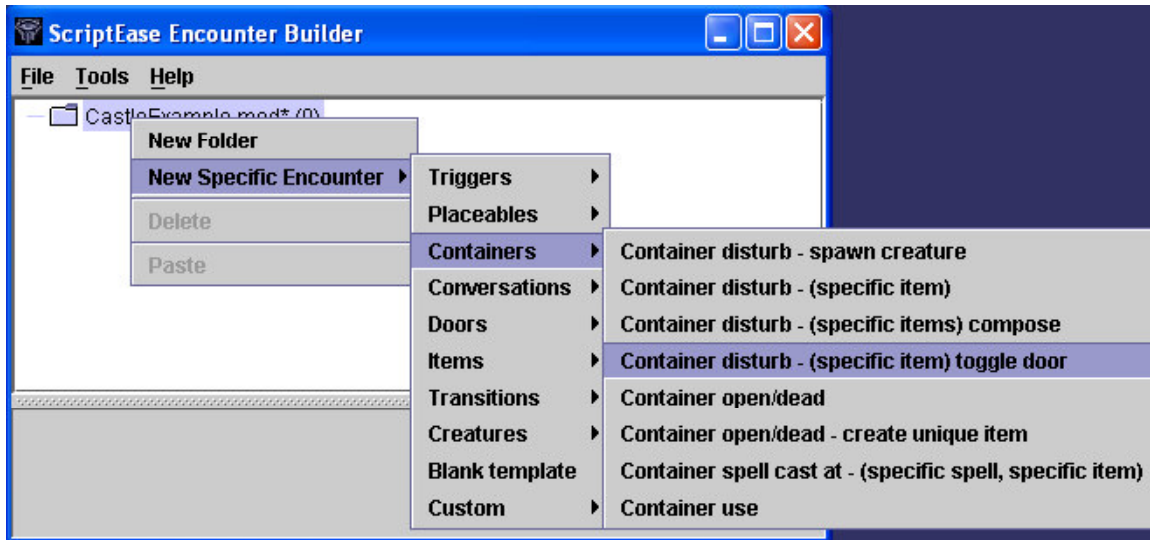 ScriptEase Encounter Builder
File Tools Help
CastleExample.mod* (0)
New Folder
New Specific Encounter
Delete
Paste
Triggers
Placeables
Containers
Conversations
Doors
Items
Transitions
Creatures
Blank template
Custom
Container disturb - spawn creature
Container disturb - (specific item)
Container disturb - (specific items) compose
Container disturb - (specific item) toggle door
Container open/dead
Container open/dead - create unique item
Container spell cast at - (specific spell, specific item)
Container use